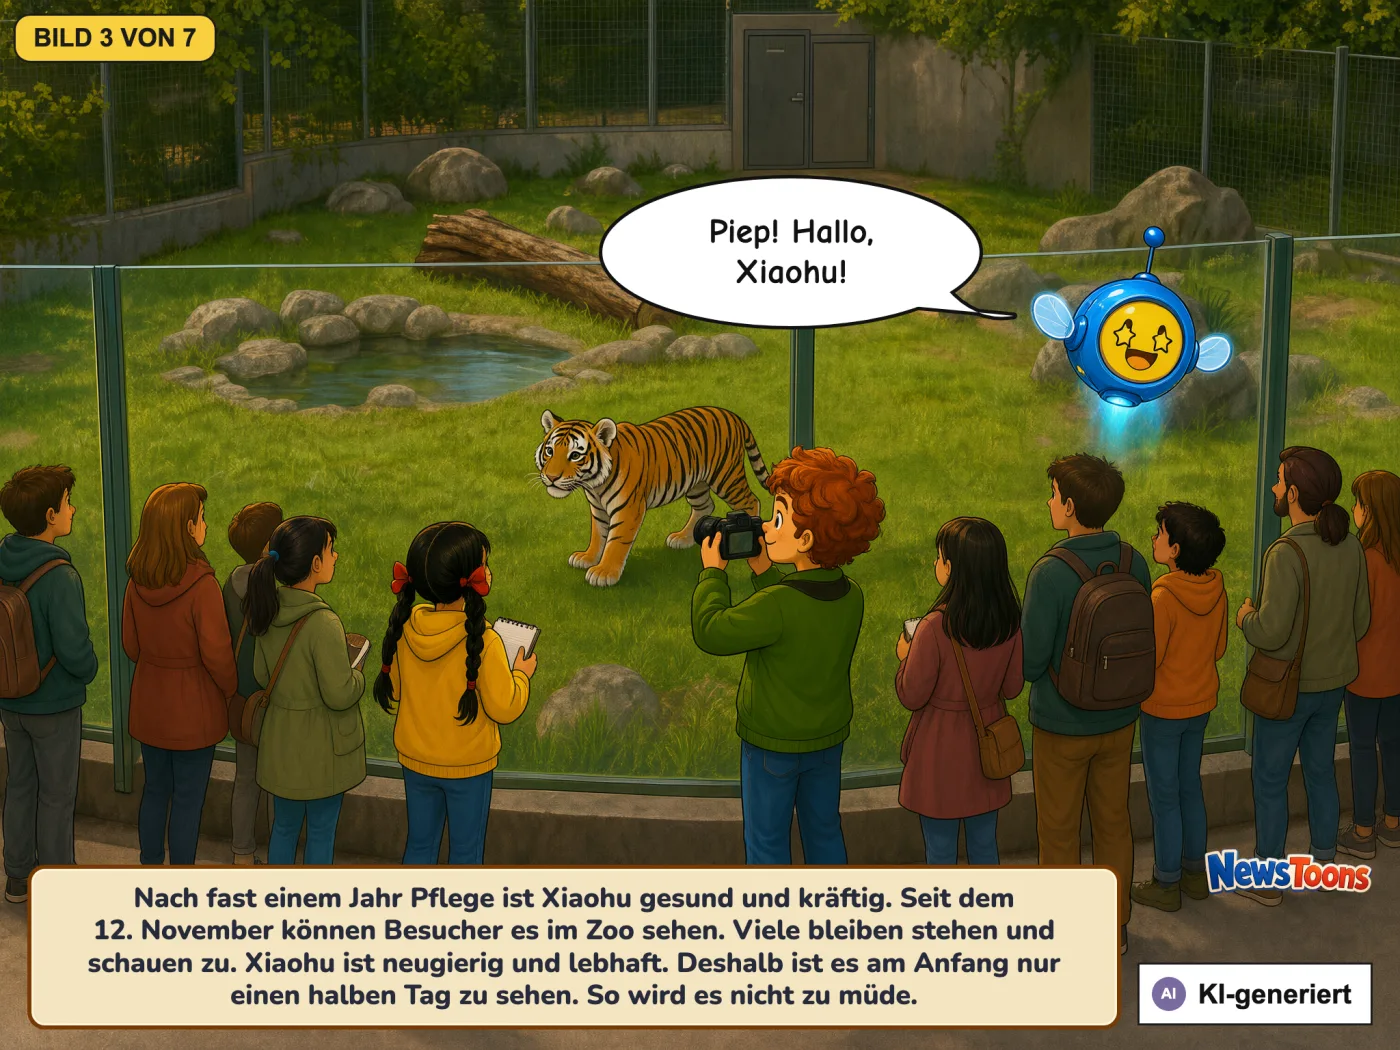 BILD 3 VON 7
Piep! Hallo,
Xiaohu!
Nach fast einem Jahr Pflege ist Xiaohu gesund und kräftig. Seit dem
12. November können Besucher es im Zoo sehen. Viele bleiben stehen und
schauen zu. Xiaohu ist neugierig und lebhaft. Deshalb ist es am Anfang nur
einen halben Tag zu sehen. So wird es nicht zu müde.
NewsToons
AI KI-generiert